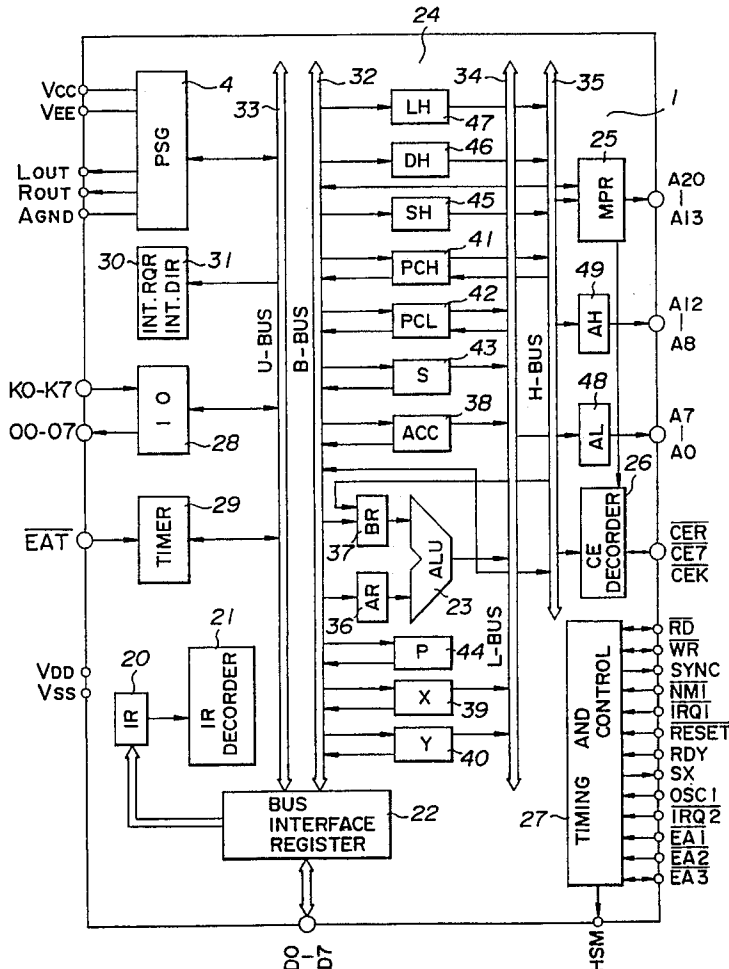 24
VCC
VEE
LOUT
ROUT
AGND
4
PSG
33
32
34
35
1
LH
47
DH
46
SH
45
25
MPR
A20
A13
30
31
INT.RQR
INT.DIR
U-BUS
B-BUS
PCH
41
PCL
42
S
43
ACC
38
H-BUS
49
AH
A12
A8
K0-K7
O0-O7
IO
28
48
AL
A7
A0
EAT
TIMER
29
BR
37
AR
36
ALU
23
26
CE
DECORDER
CER
CE7
CEK
L-BUS
P
44
X
39
Y
40
VDD
VSS
20
IR
21
IR
DECORDER
BUS
INTERFACE
REGISTER
22
27
TIMING AND CONTROL
RD
WR
SYNC
NMI
IRQ1
RESET
RDY
SX
OSC1
IRQ2
EA1
EA2
EA3
D0-
D7
HSM